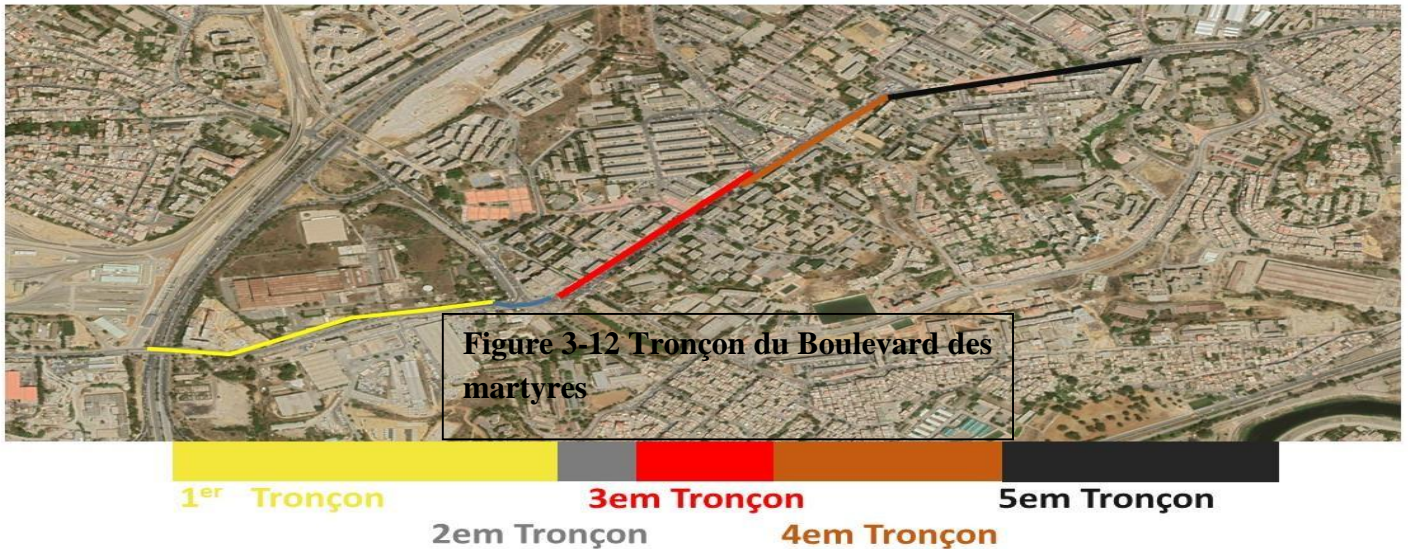 Figure 3-12 Tronçon du Boulevard des
martyres
1er Tronçon
3em Tronçon
5em Tronçon
2em Tronçon
4em Tronçon